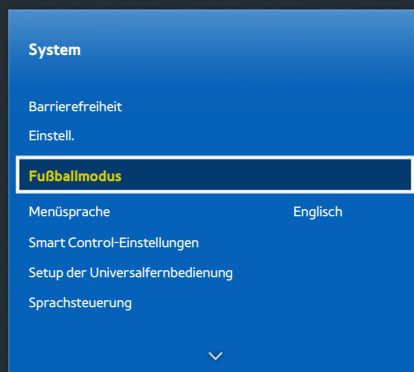 System
Barrierefreiheit
Einstell.
Fußballmodus
Menüsprache Englisch
Smart Control-Einstellungen
Setup der Universalfernbedienung
Sprachsteuerung